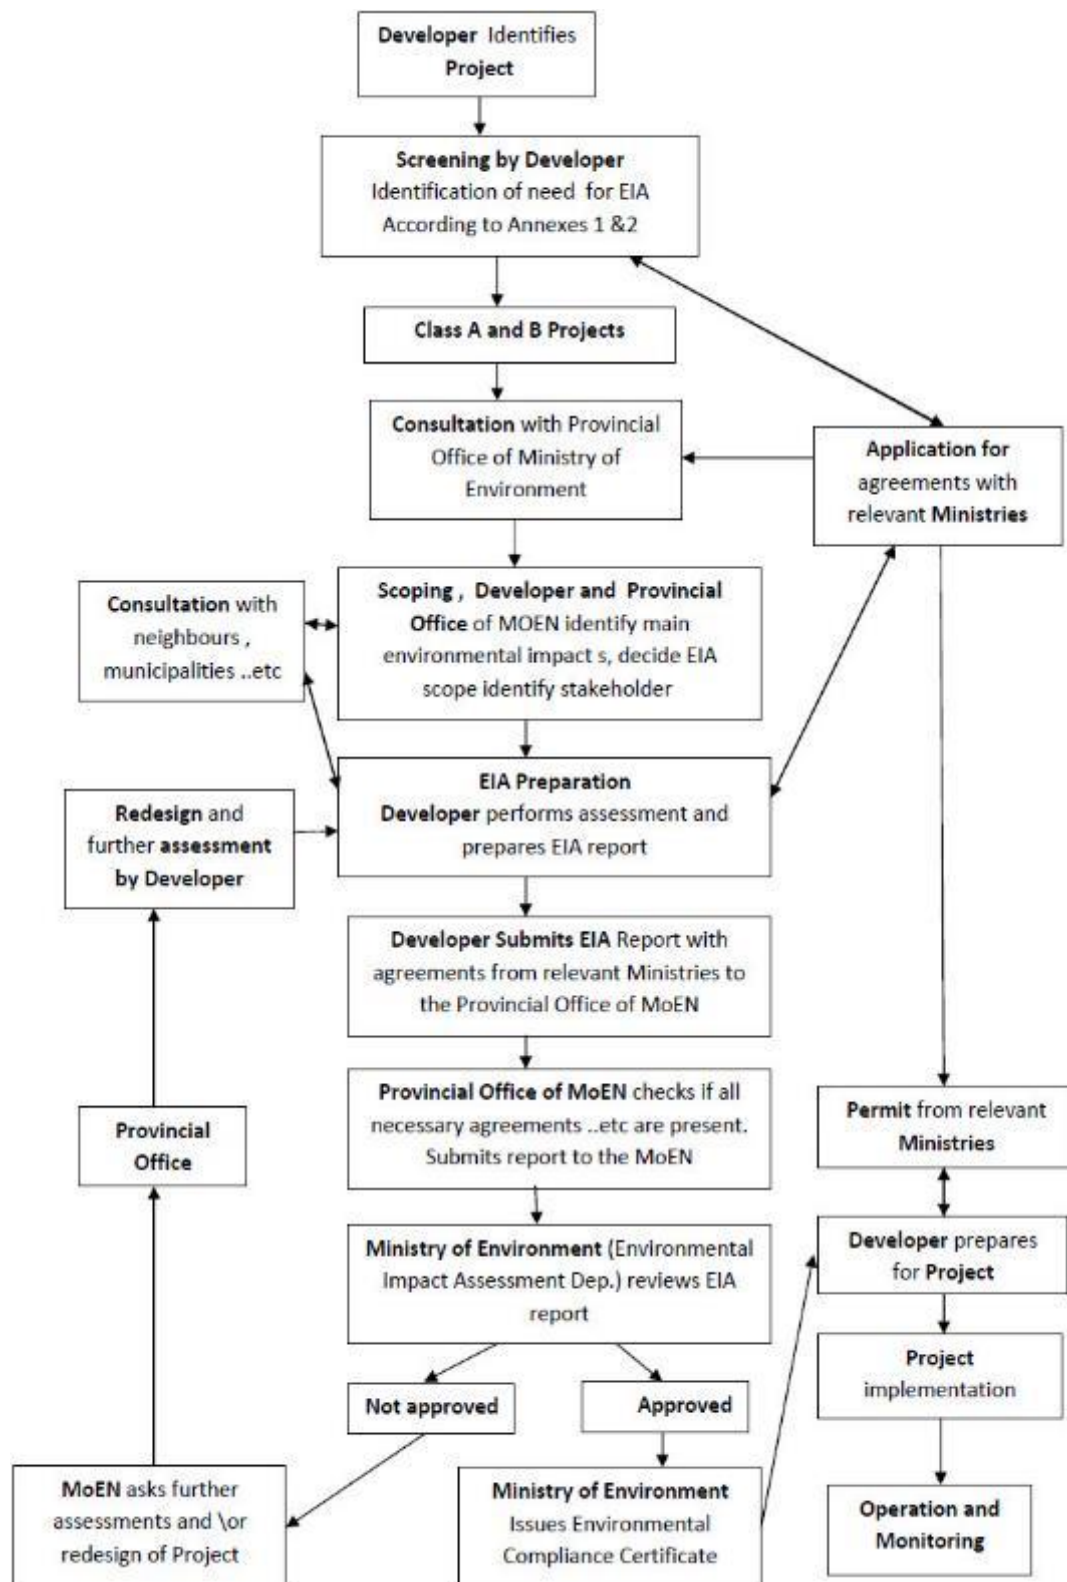 Developer Identifies
Project
Screening by Developer
Identification of need for EIA
According to Annexes 1 &2
Class A and B Projects
Consultation with Provincial
Office of Ministry of
Environment
Application for
agreements with
relevant Ministries
Consultation with
neighbours ,
municipalities ..etc
Scoping , Developer and Provincial
Office of MOEN identify main
environmental impact s, decide EIA
scope identify stakeholder
EIA Preparation
Developer performs assessment and
prepares EIA report
Redesign and
further assessment
by Developer
Developer Submits EIA Report with
agreements from relevant Ministries to
the Provincial Office of MoEN
Provincial Office of MoEN checks if all
necessary agreements ..etc are present.
Submits report to the MoEN
Provincial
Office
Permit from relevant
Ministries
Ministry of Environment (Environmental
Impact Assessment Dep.) reviews EIA
report
Developer prepares
for Project
Project
implementation
Not approved
Approved
MoEN asks further
assessments and \or
redesign of Project
Ministry of Environment
Issues Environmental
Compliance Certificate
Operation and
Monitoring